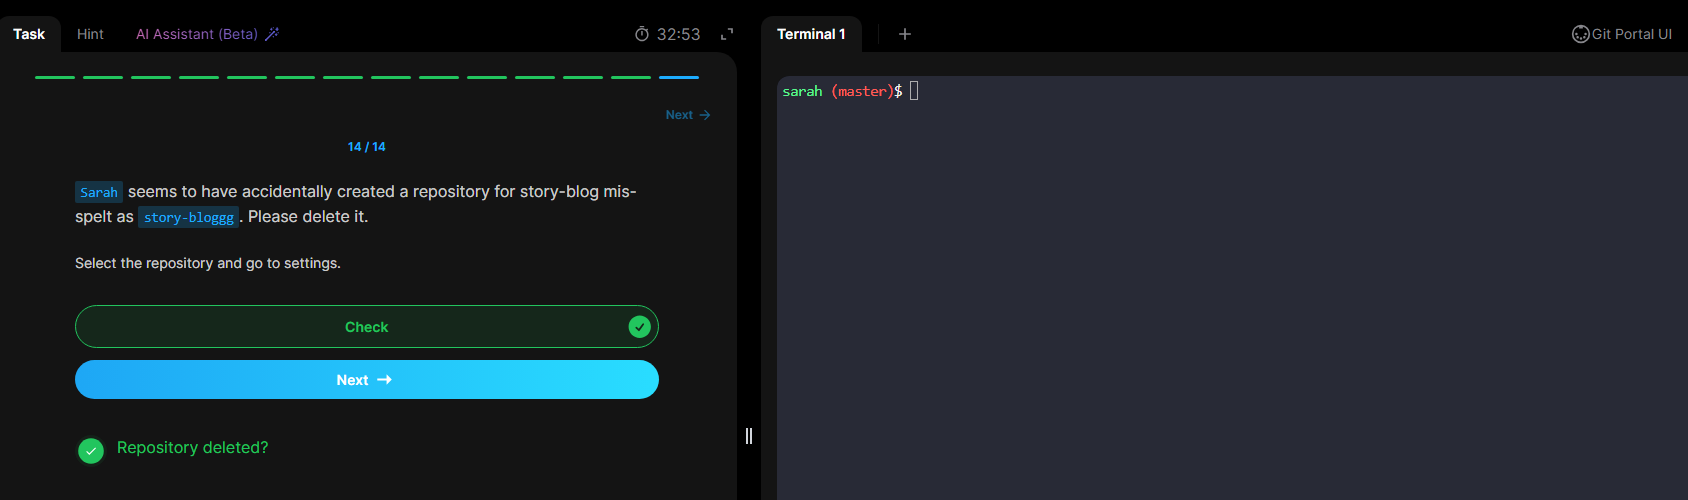 Task Hint AI Assistant (Beta) 32:53 Terminal 1 + Git Portal UI
sarah (master)$
Next →
14 / 14
Sarah seems to have accidentally created a repository for story-blog mis-
spelt as story-bloggg. Please delete it.
Select the repository and go to settings.
Check
Next →
Repository deleted?